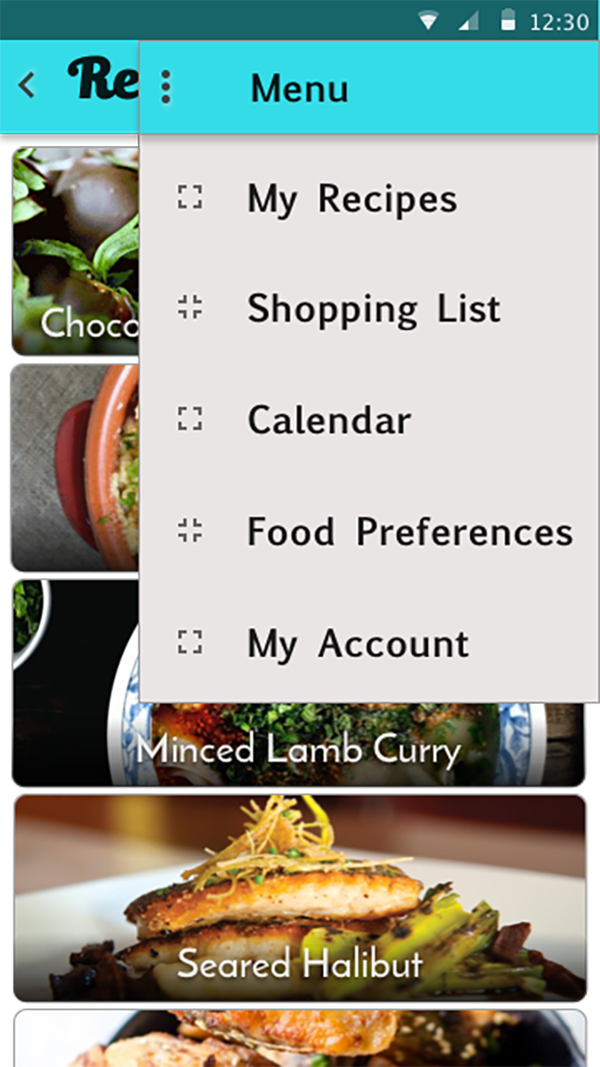 12:30
Re
Menu
My Recipes
Shopping List
Calendar
Food Preferences
My Account
Choco
Minced Lamb Curry
Seared Halibut